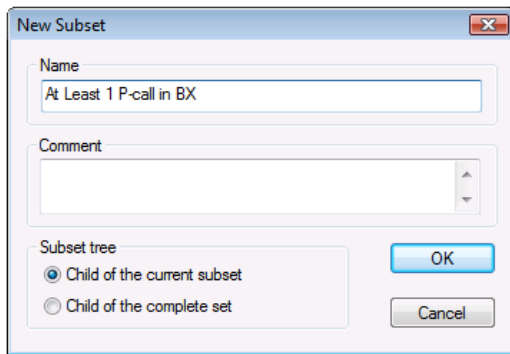 New Subset
Name
At Least 1 P-call in BX
Comment
Subset tree
Child of the current subset
Child of the complete set
OK
Cancel